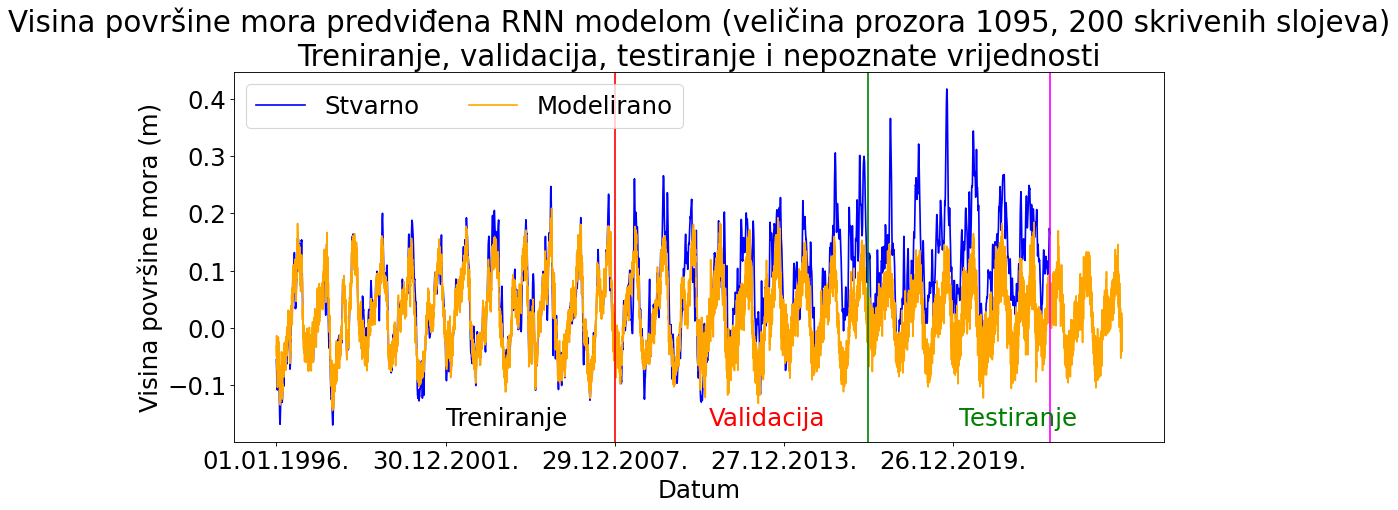 Visina površine mora predviđena RNN modelom (veličina prozora 1095, 200 skrivenih slojeva)
Treniranje, validacija, testiranje i nepoznate vrijednosti
Stvarno
Modelirano
Visina površine mora (m)
0.4
0.3
0.2
0.1
0.0
−0.1
Treniranje
Validacija
Testiranje
01.01.1996.
30.12.2001.
29.12.2007.
27.12.2013.
26.12.2019.
Datum